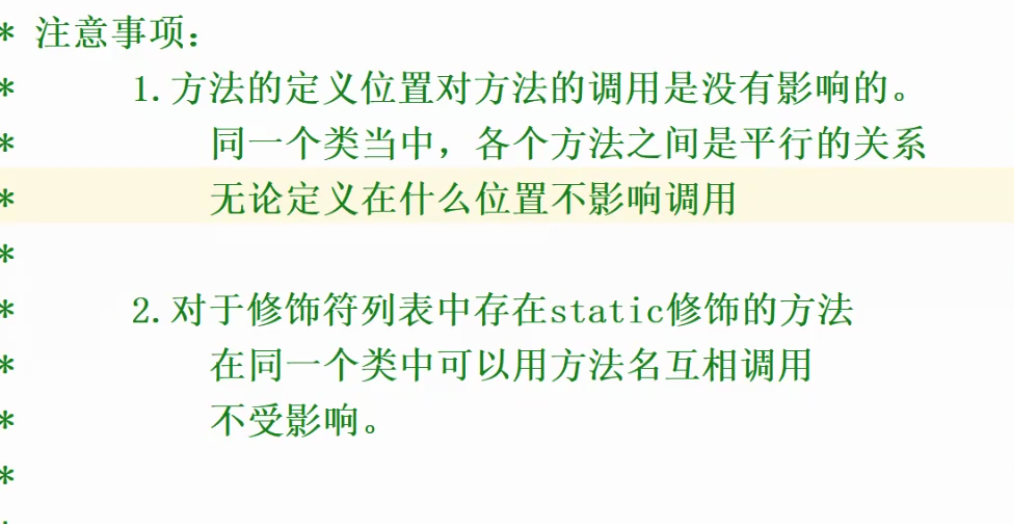 * 注意事项：
* 1.方法的定义位置对方法的调用是没有影响的。
* 同一个类当中，各个方法之间是平行的关系
* 无论定义在什么位置不影响调用
*
* 2.对于修饰符列表中存在static修饰的方法
* 在同一个类中可以用方法名互相调用
* 不受影响。
*